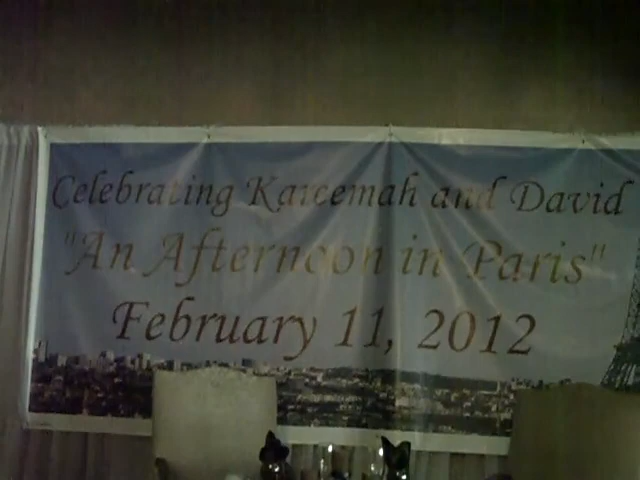 Celebrating Kareemah and David
"An Afternoon in Paris"
February 11, 2012